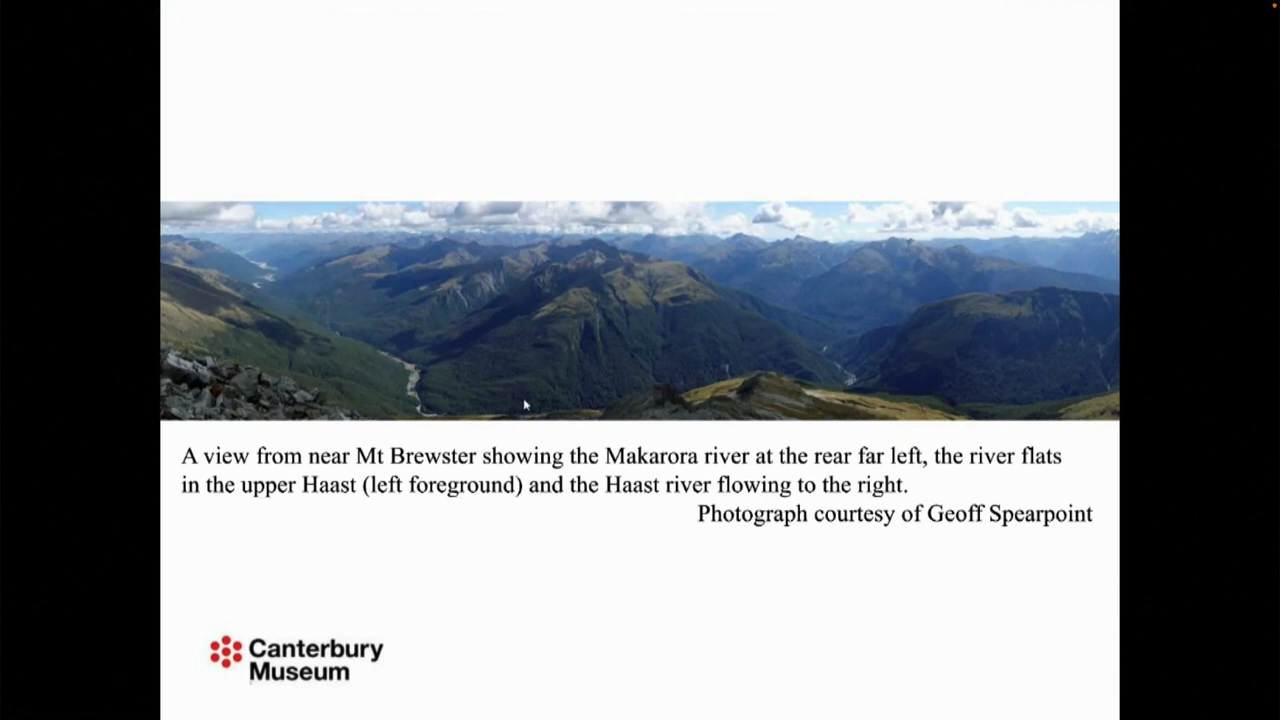 A view from near Mt Brewster showing the Makarora river at the rear far left, the river flats
in the upper Haast (left foreground) and the Haast river flowing to the right.
Photograph courtesy of Geoff Spearpoint
Canterbury
Museum